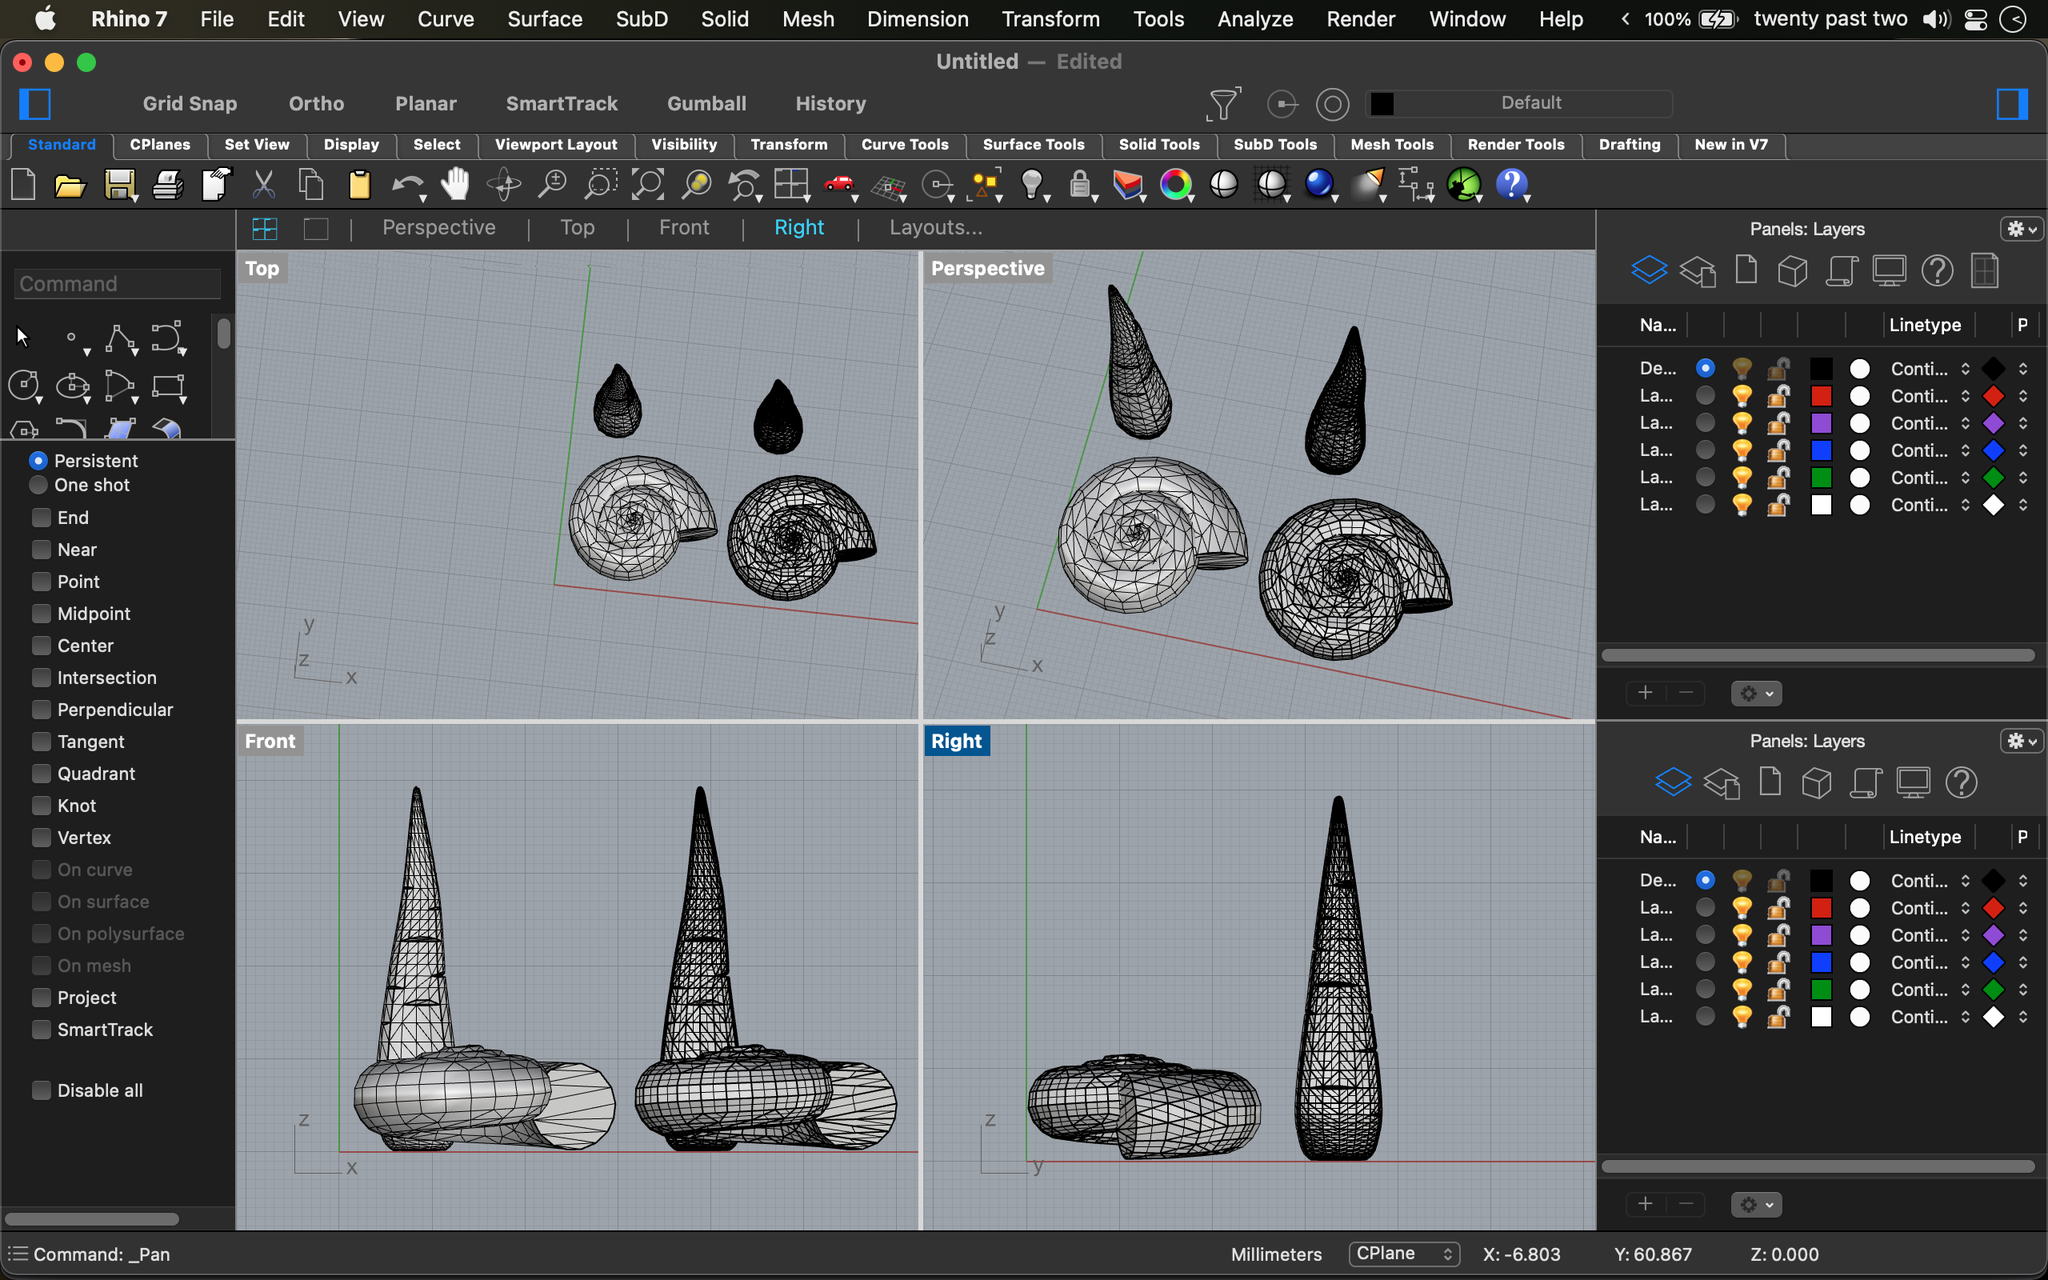 Rhino 7 File Edit View Curve Surface SubD Solid Mesh Dimension Transform Tools Analyze Render Window Help 100% twenty past two
Untitled — Edited
Grid Snap Ortho Planar SmartTrack Gumball History Default
Standard CPlanes Set View Display Select Viewport Layout Visibility Transform Curve Tools Surface Tools Solid Tools SubD Tools Mesh Tools Render Tools Drafting New in V7
Perspective Top Front Right Layouts...
Command
Persistent
One shot
End
Near
Point
Midpoint
Center
Intersection
Perpendicular
Tangent
Quadrant
Knot
Vertex
On curve
On surface
On polysurface
On mesh
Project
SmartTrack
Disable all
Top
y
z
x
Perspective
y
z
x
Front
z
x
Right
z
y
Panels: Layers
Na... Linetype P
De... Conti...
La... Conti...
La... Conti...
La... Conti...
La... Conti...
La... Conti...
Panels: Layers
Na... Linetype P
De... Conti...
La... Conti...
La... Conti...
La... Conti...
La... Conti...
La... Conti...
Command: _Pan Millimeters CPlane X: -6.803 Y: 60.867 Z: 0.000